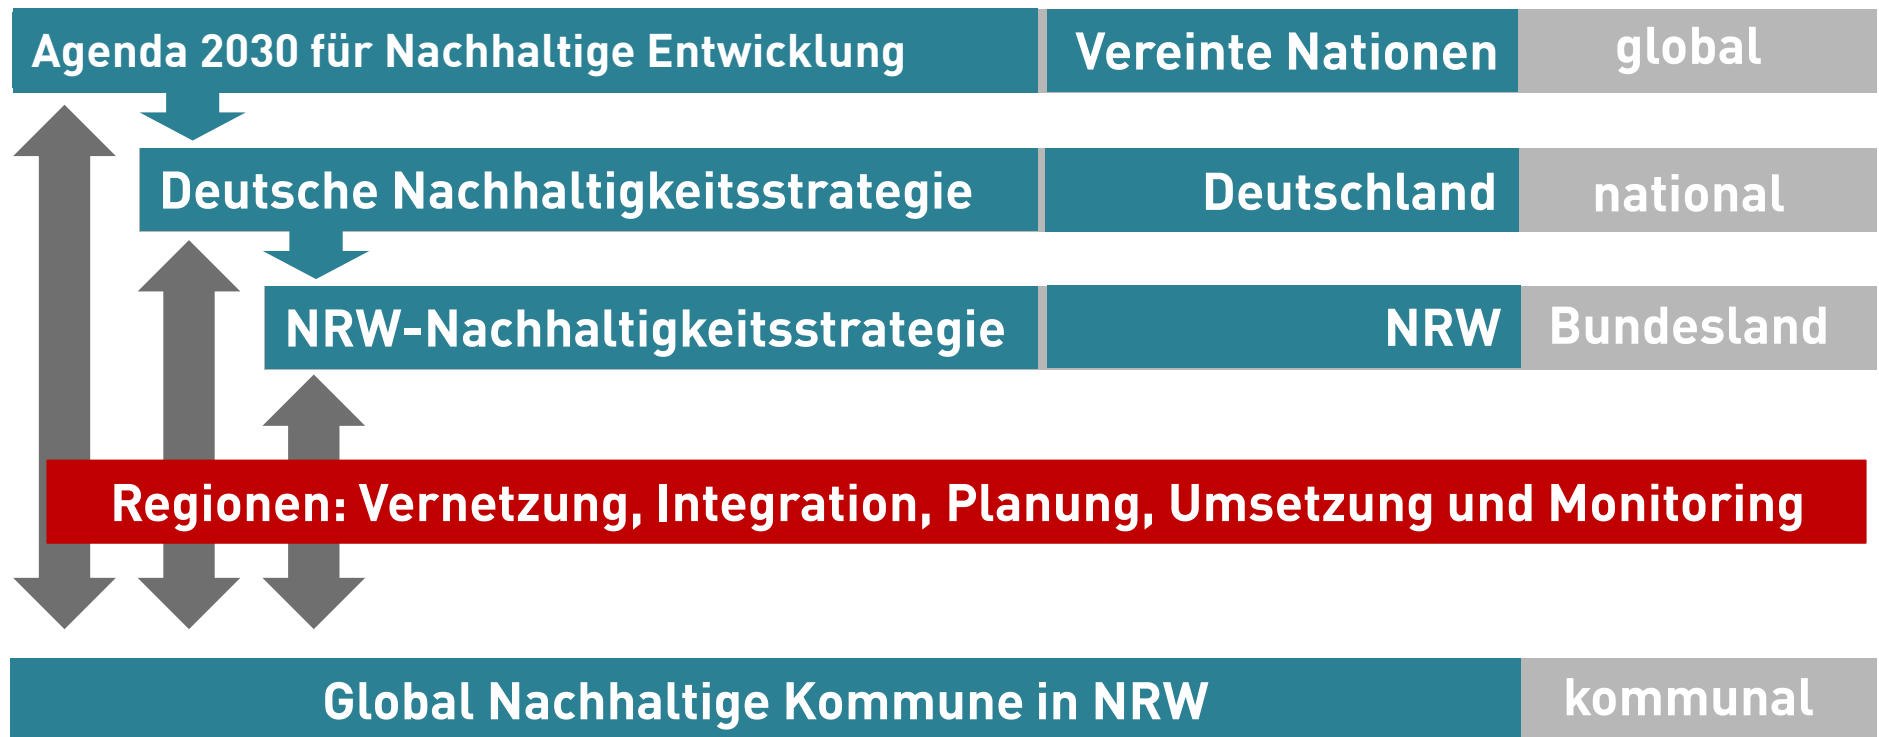 Agenda 2030 für Nachhaltige Entwicklung Vereinte Nationen global
Deutsche Nachhaltigkeitsstrategie Deutschland national
NRW-Nachhaltigkeitsstrategie NRW Bundesland
Regionen: Vernetzung, Integration, Planung, Umsetzung und Monitoring
Global Nachhaltige Kommune in NRW kommunal